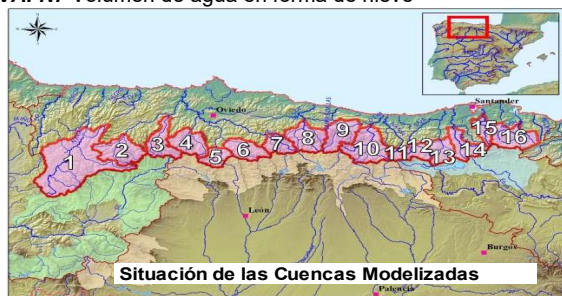 VAFN: Volumen de agua en forma de nieve
Oviedo
Santander
1
2
3
4
5
6
7
8
9
10
11
12
13
14
15
16
León
Burgos
Situación de las Cuencas Modelizadas
Palencia